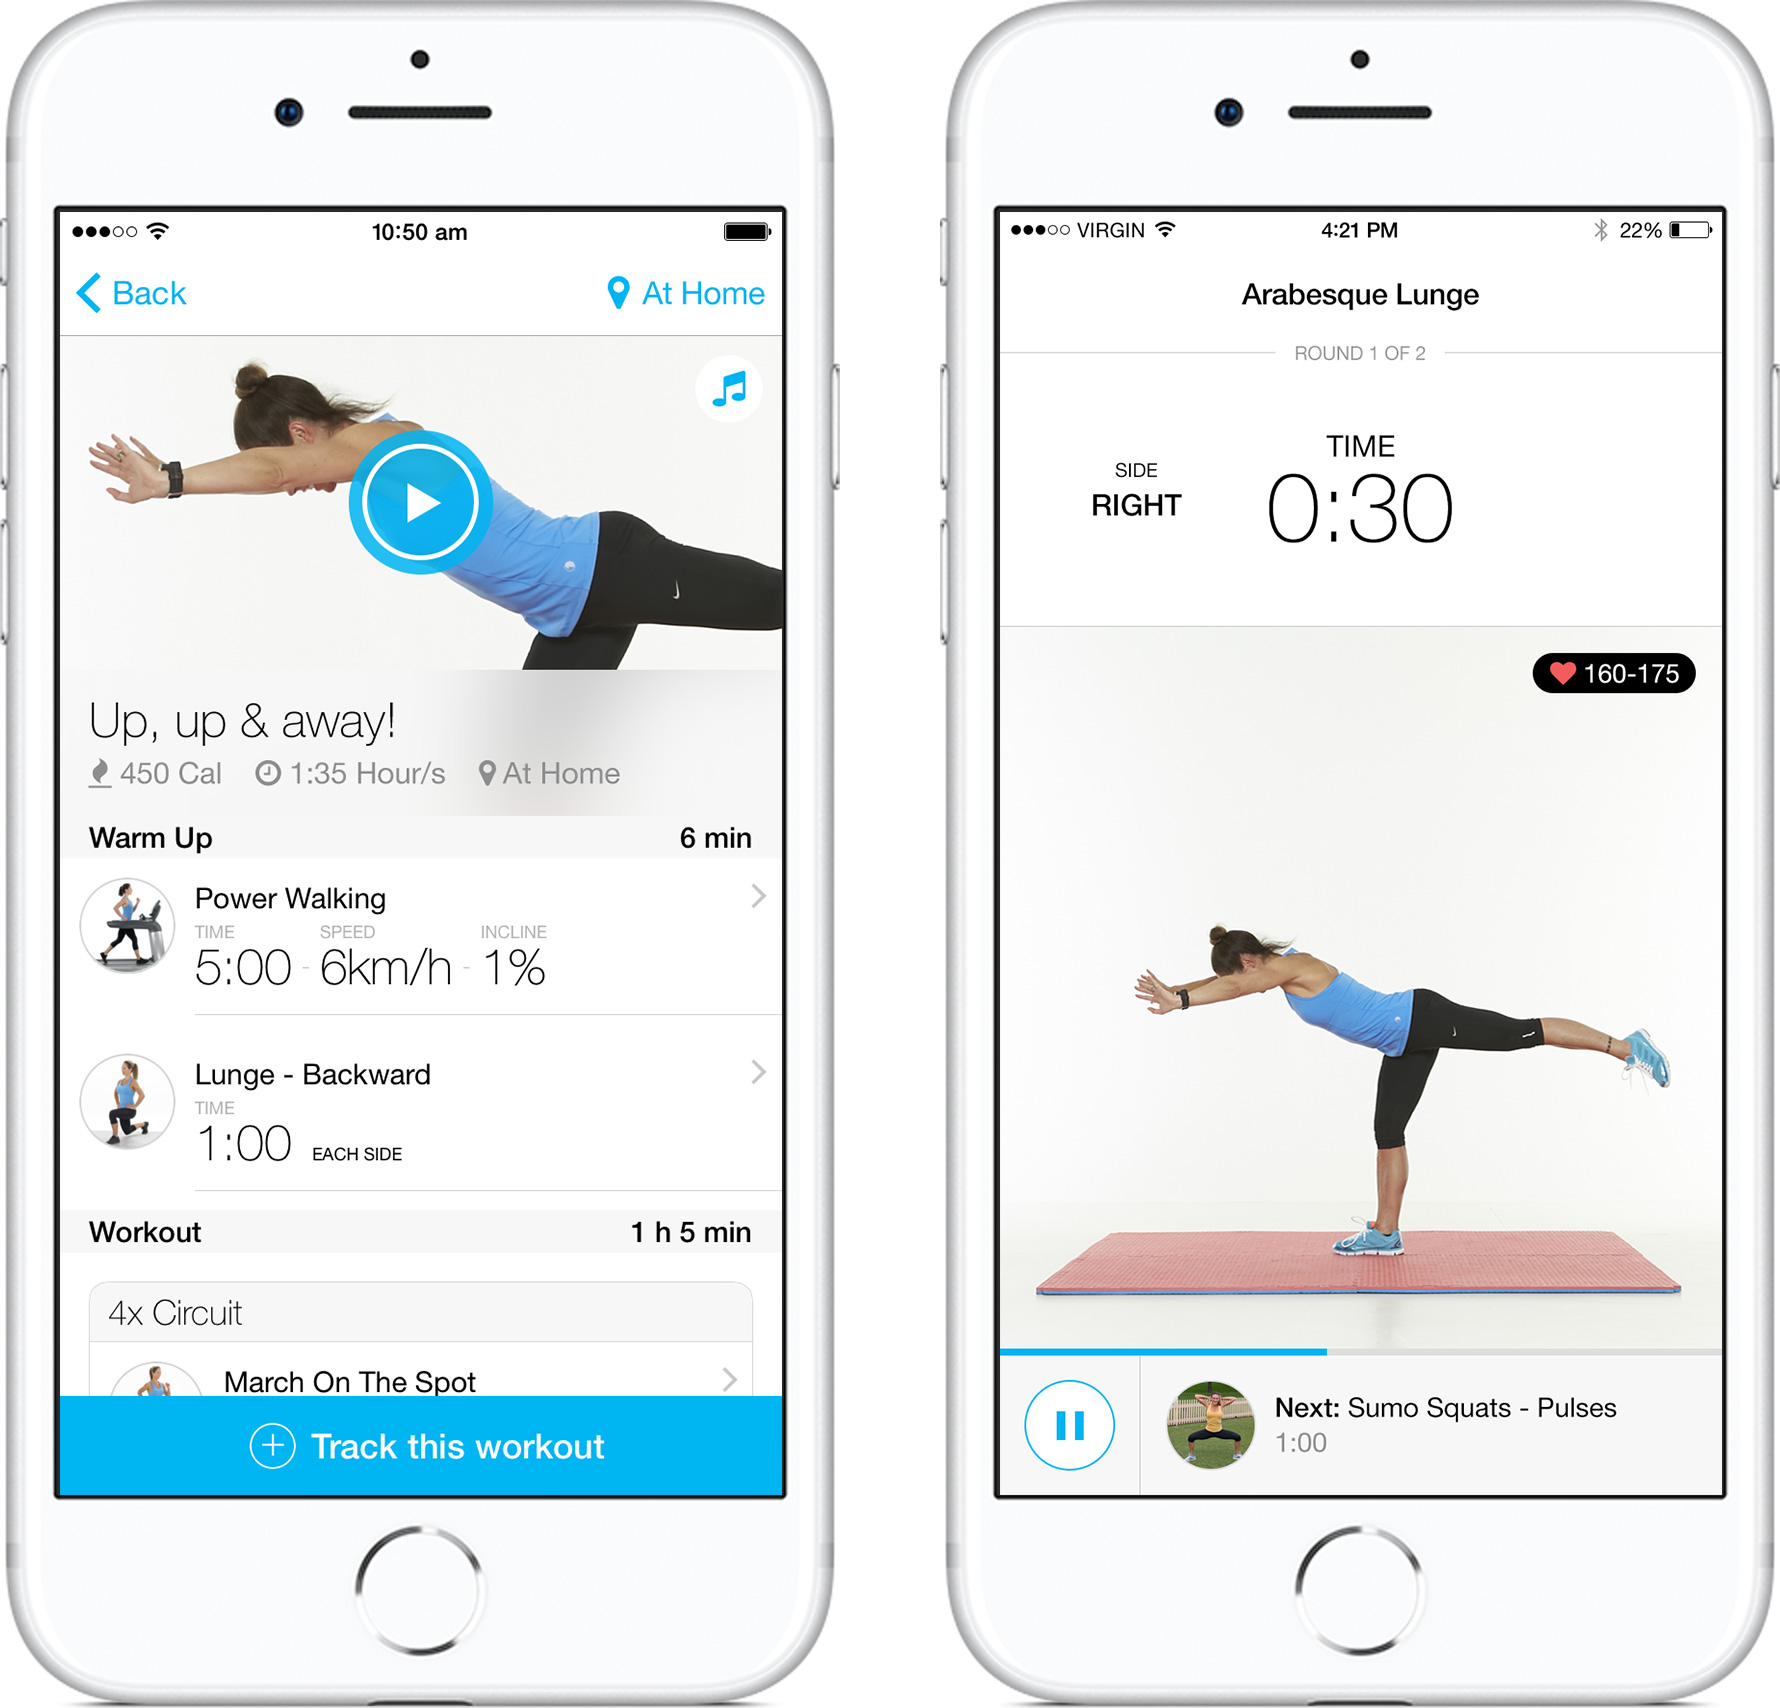 10:50 am
Back
At Home
Up, up & away!
450 Cal 1:35 Hour/s At Home
Warm Up 6 min
Power Walking
TIME SPEED INCLINE
5:00 - 6km/h - 1%
Lunge - Backward
TIME
1:00 EACH SIDE
Workout 1 h 5 min
4x Circuit
March On The Spot
Track this workout
VIRGIN 4:21 PM 22%
Arabesque Lunge
ROUND 1 OF 2
SIDE
RIGHT
TIME
0:30
160-175
Next: Sumo Squats - Pulses
1:00